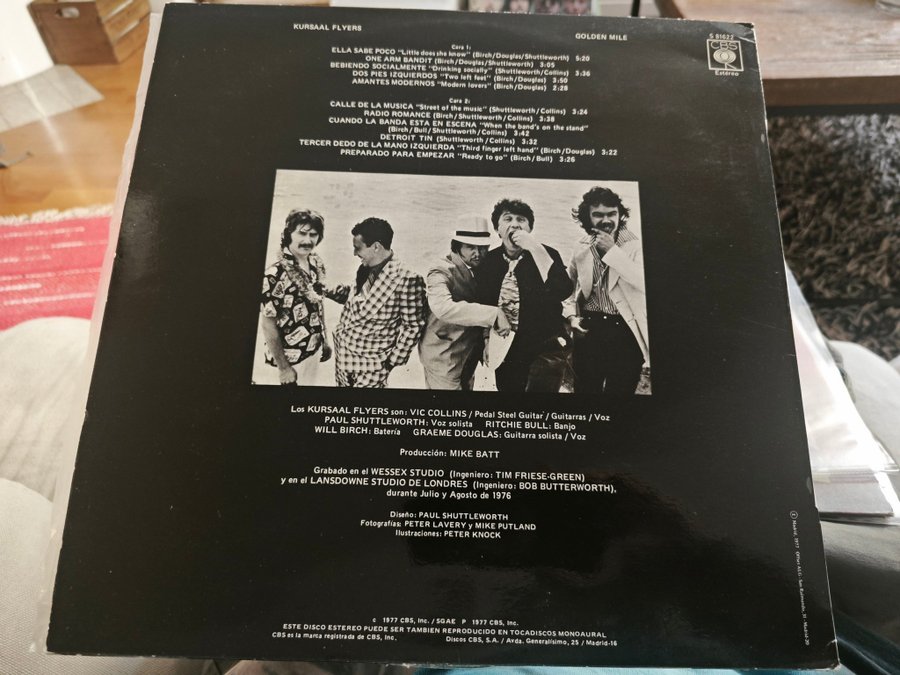 KURSAAL FLYERS
GOLDEN MILE
S 81622
CBS
Estéreo
Cara 1:
ELLA SABE POCO "Little does she know" (Birch/Douglas/Shuttleworth) 5:20
ONE ARM BANDIT (Birch/Douglas/Shuttleworth) 3:05
BEBIENDO SOCIALMENTE "Drinking socially" (Shuttleworth/Collins) 3:36
DOS PIES IZQUIERDOS "Two left feet" (Birch/Douglas) 3:50
AMANTES MODERNOS "Modern lovers" (Birch/Douglas) 2:28
Cara 2:
CALLE DE LA MUSICA "Street of the music" (Shuttleworth/Collins) 3:24
RADIO ROMANCE (Birch/Shuttleworth/Collins) 3:38
CUANDO LA BANDA ESTA EN ESCENA "When the band's on the stand"
(Birch/Bull/Shuttleworth/Collins) 3:42
DETROIT TIN (Shuttleworth/Collins) 3:32
TERCER DEDO DE LA MANO IZQUIERDA "Third finger left hand" (Birch/Douglas) 3:22
PREPARADO PARA EMPEZAR "Ready to go" (Birch/Bull) 3:26
Los KURSAAL FLYERS son: VIC COLLINS/Pedal Steel Guitar/Guitarras/Voz
PAUL SHUTTLEWORTH: Voz solista RITCHIE BULL: Banjo
WILL BIRCH: Batería GRAEME DOUGLAS: Guitarra solista/Voz
Producción: MIKE BATT
Grabado en el WESSEX STUDIO (Ingeniero: TIM FRIESE-GREEN)
y en el LANSDOWNE STUDIO DE LONDRES (Ingeniero: BOB BUTTERWORTH),
durante Julio y Agosto de 1976
Diseño: PAUL SHUTTLEWORTH
Fotografías: PETER LAVERY y MIKE PUTLAND
Ilustraciones: PETER KNOCK
c 1977 CBS, Inc. / SGAE P 1977 CBS, Inc.
ESTE DISCO ESTEREO PUEDE SER TAMBIEN REPRODUCIDO EN TOCADISCOS MONOAURAL
CBS es la marca registrada de CBS, Inc. Discos CBS, S.A. / Avda. Generalísimo, 25 / Madrid-16